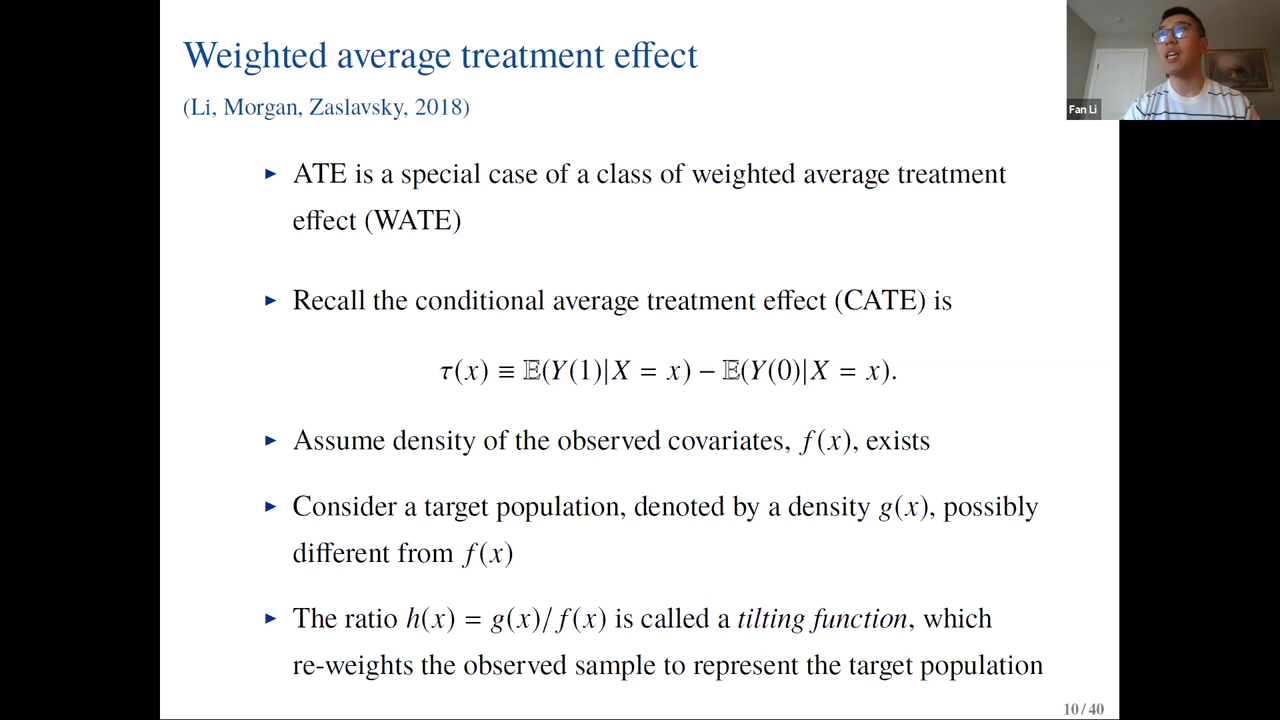 Weighted average treatment effect
(Li, Morgan, Zaslavsky, 2018)
▸ ATE is a special case of a class of weighted average treatment
effect (WATE)
▸ Recall the conditional average treatment effect (CATE) is
τ(x) ≡ 𝔼(Y(1)|X = x) − 𝔼(Y(0)|X = x).
▸ Assume density of the observed covariates, f(x), exists
▸ Consider a target population, denoted by a density g(x), possibly
different from f(x)
▸ The ratio h(x) = g(x)/f(x) is called a tilting function, which
re-weights the observed sample to represent the target population
10/40
Fan Li